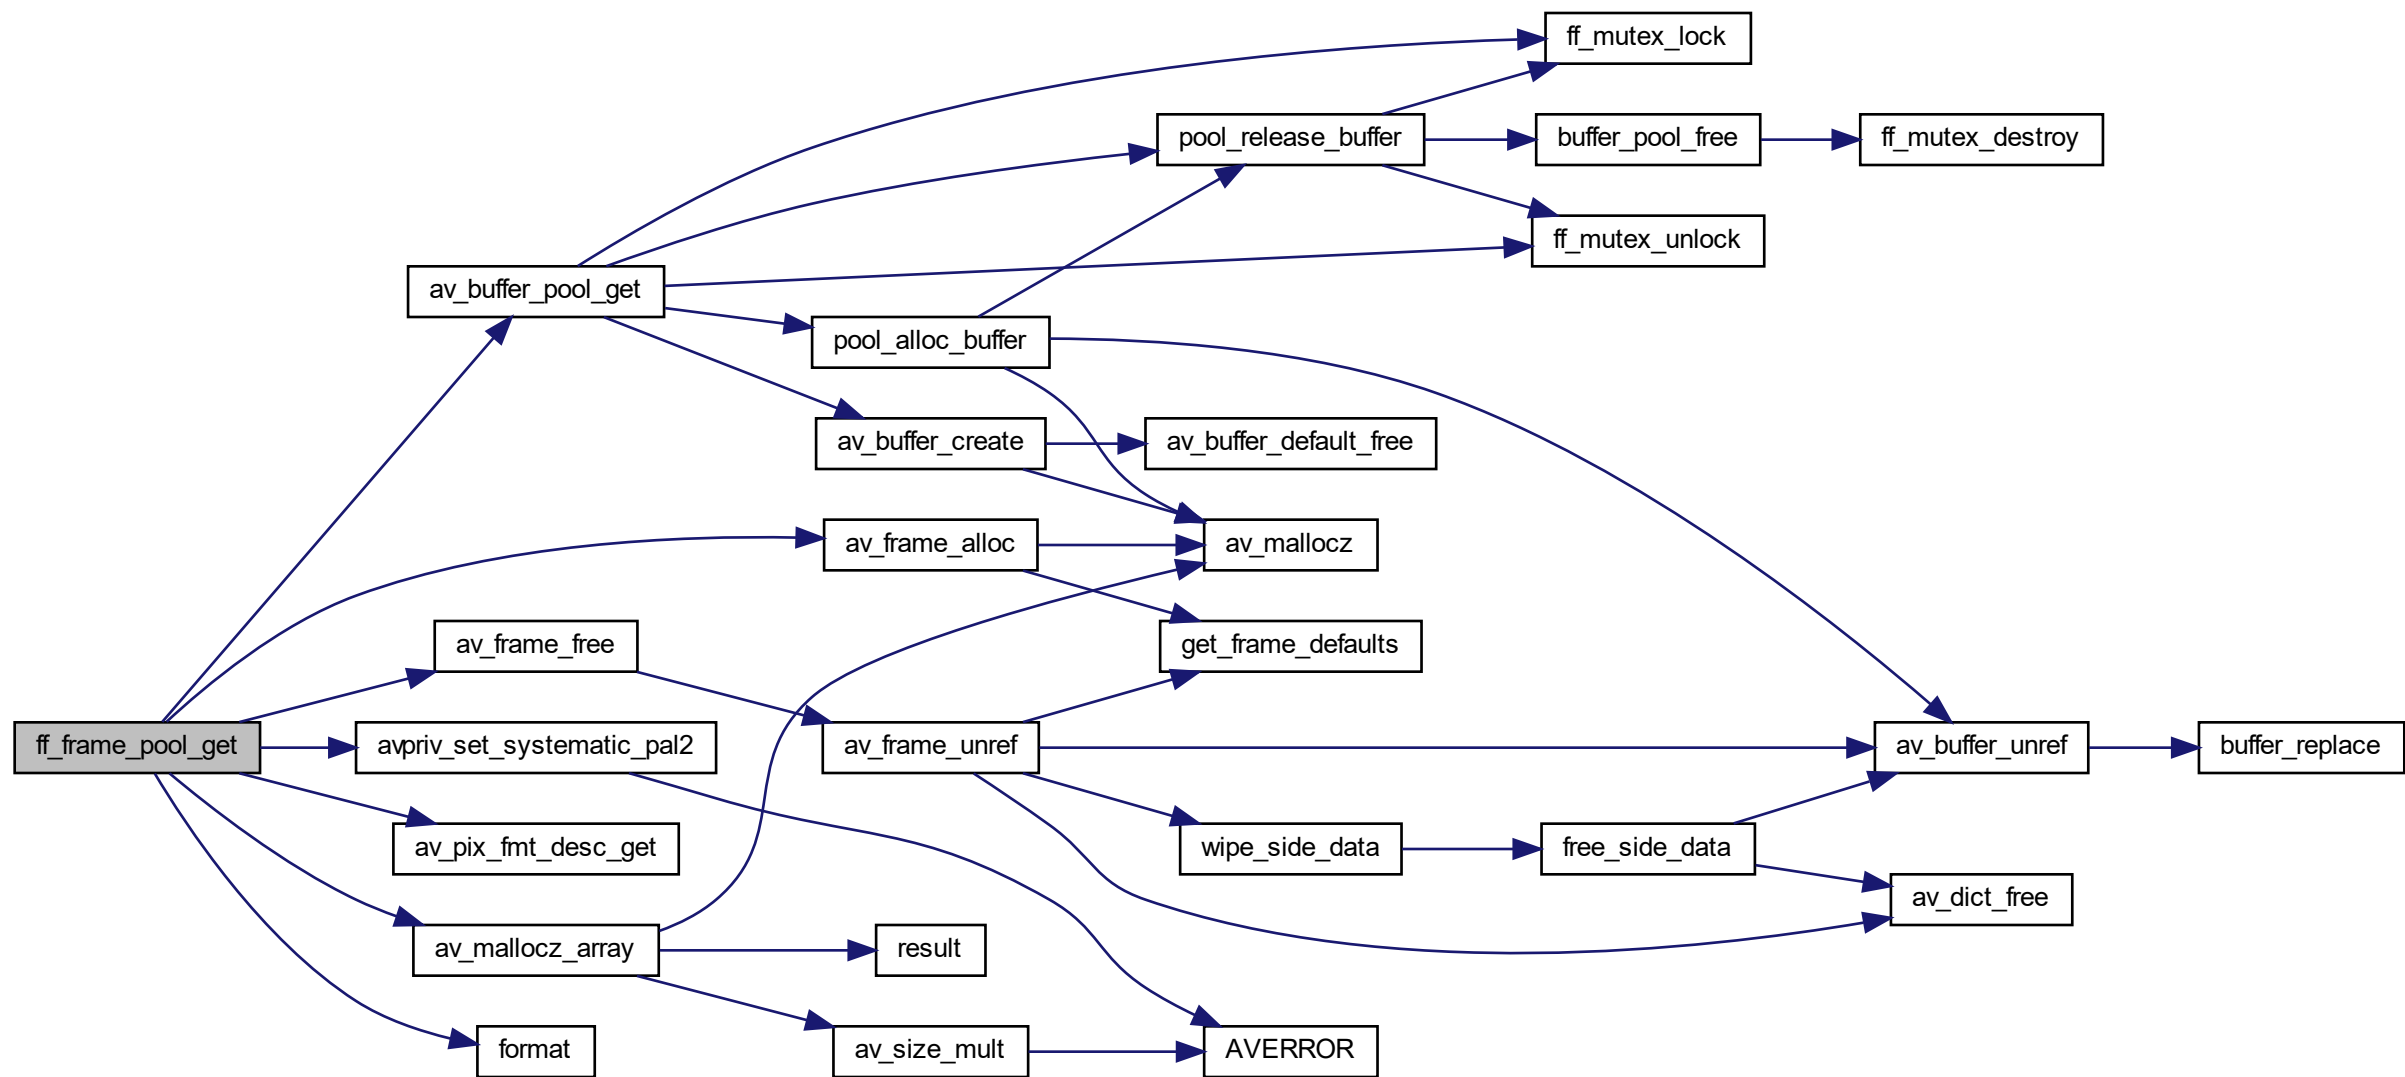 ff_mutex_lock
pool_release_buffer
buffer_pool_free
ff_mutex_destroy
ff_mutex_unlock
av_buffer_pool_get
pool_alloc_buffer
av_buffer_create
av_buffer_default_free
av_frame_alloc
av_mallocz
av_frame_free
get_frame_defaults
ff_frame_pool_get
avpriv_set_systematic_pal2
av_frame_unref
av_buffer_unref
buffer_replace
av_pix_fmt_desc_get
wipe_side_data
free_side_data
av_dict_free
av_mallocz_array
result
format
av_size_mult
AVERROR